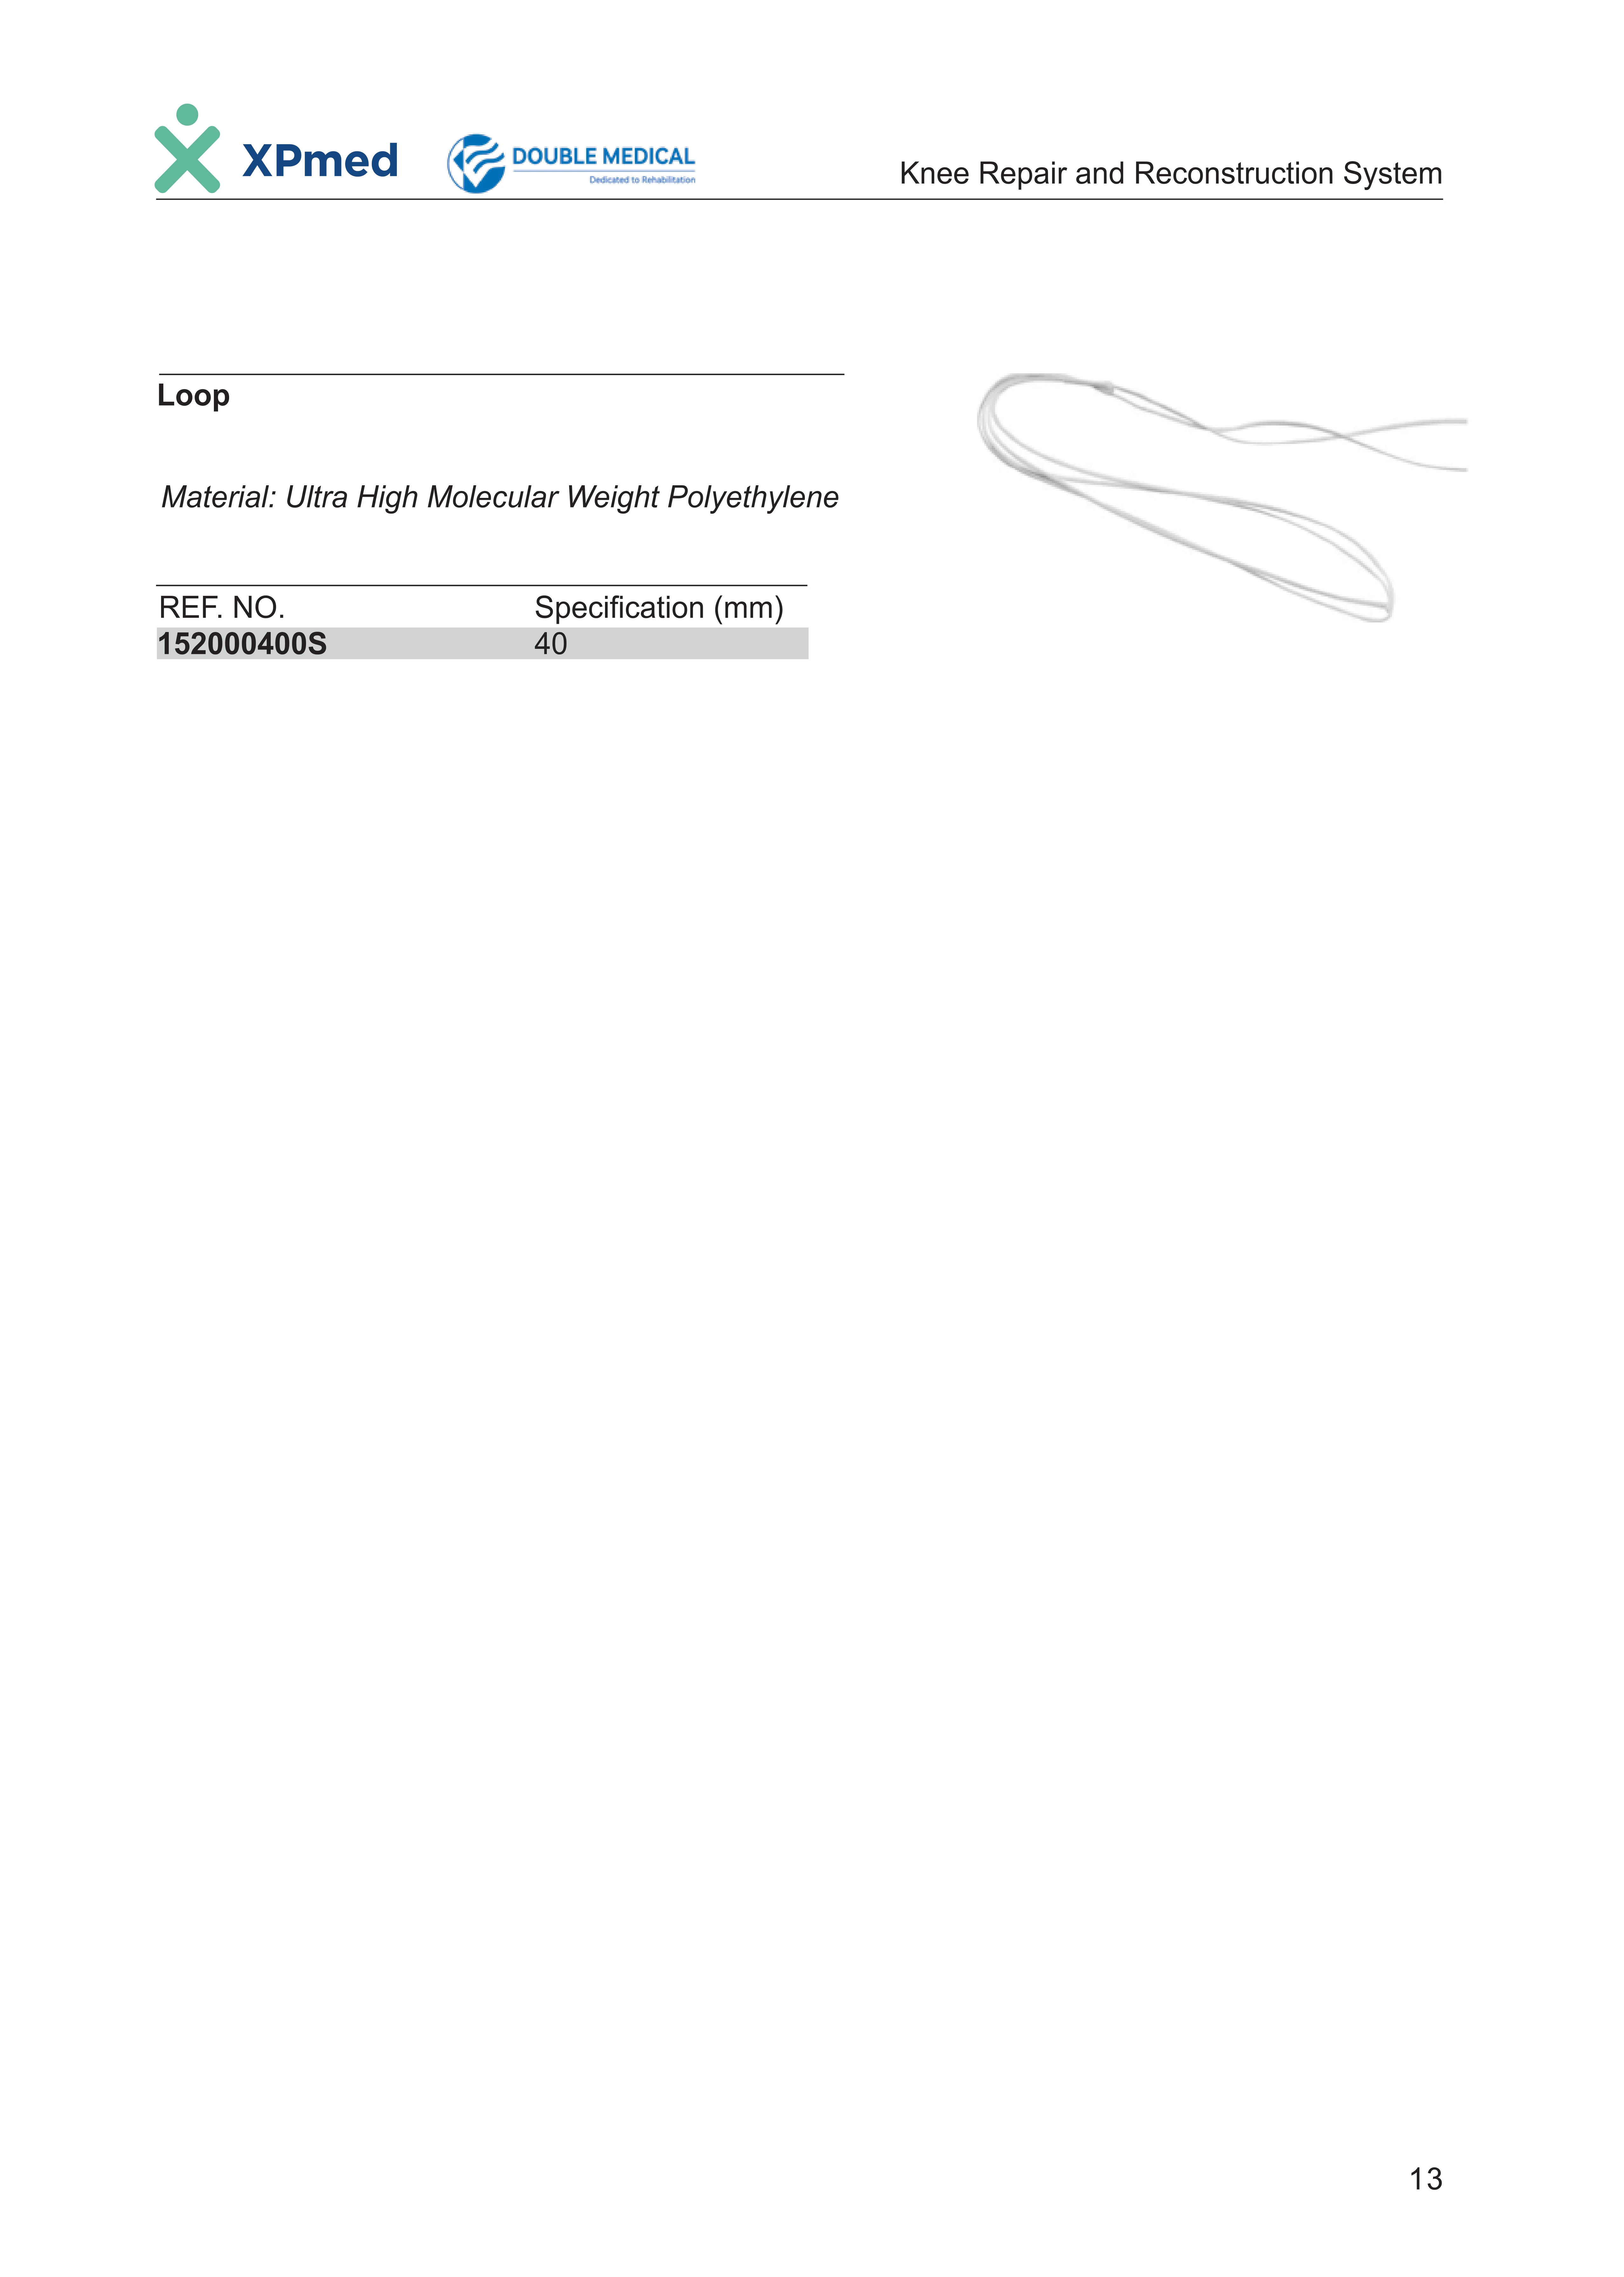 XPmed
DOUBLE MEDICAL
Dedicated to Rehabilitation
Knee Repair and Reconstruction System
Loop
Material: Ultra High Molecular Weight Polyethylene
REF. NO. Specification (mm)
152000400S 40
13